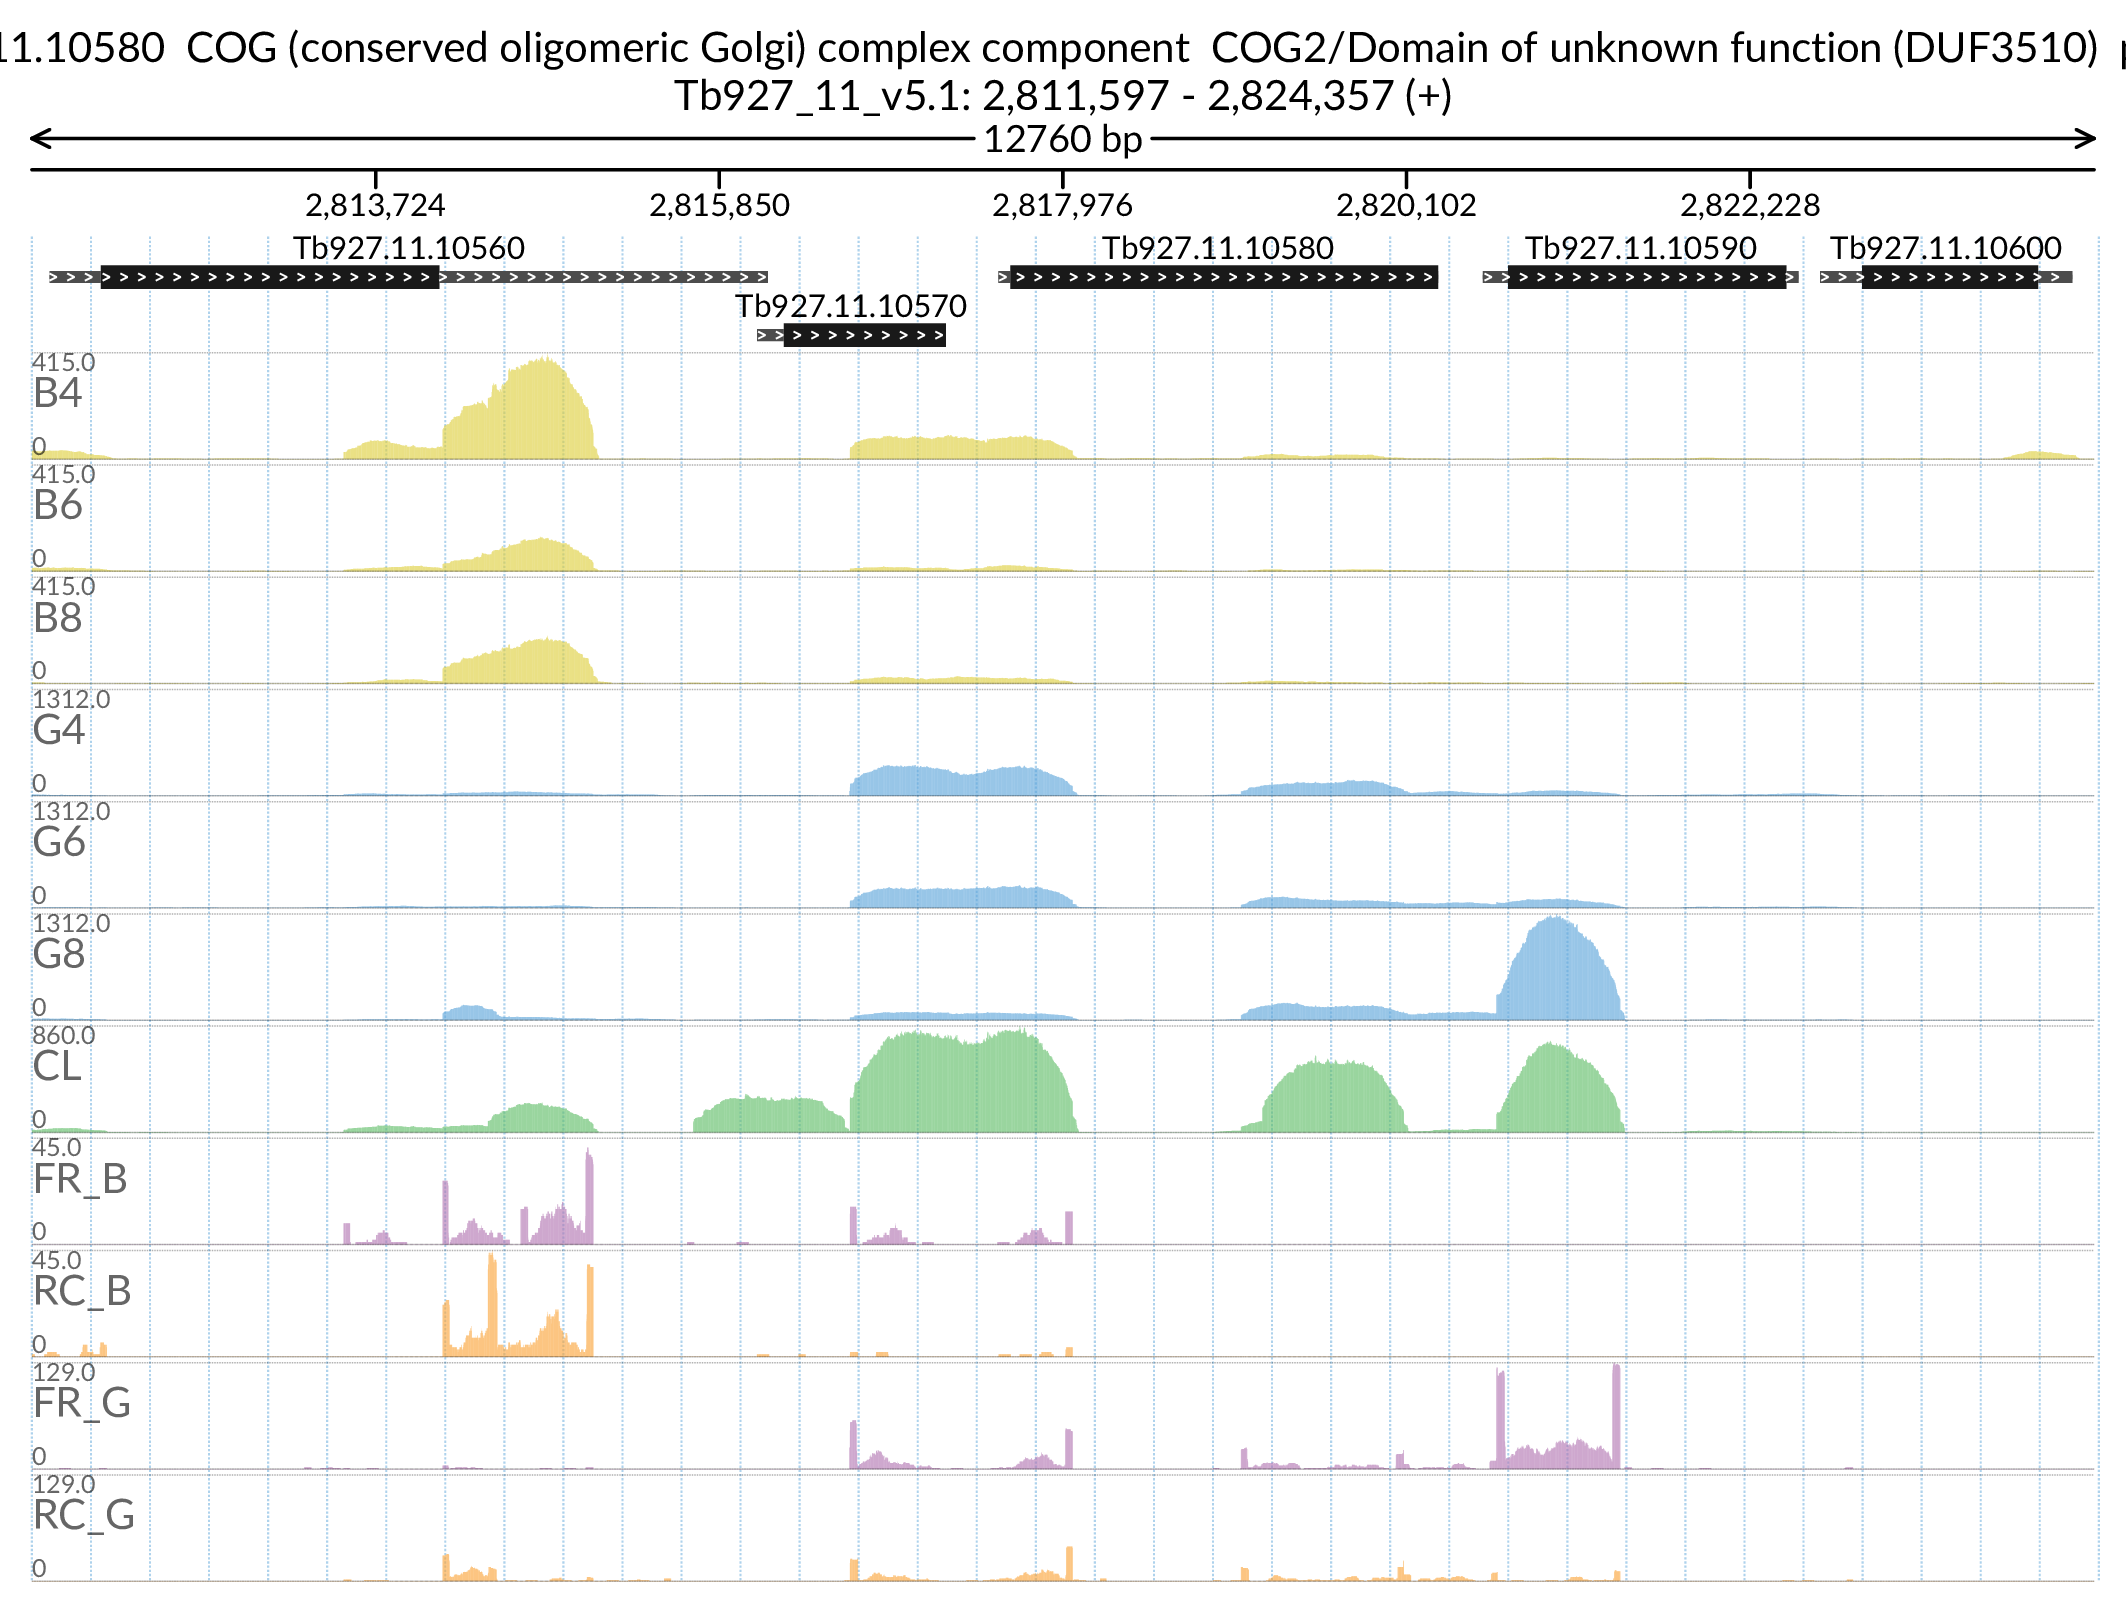 11.10580 COG (conserved oligomeric Golgi) complex component COG2/Domain of unknown function (DUF3510)
Tb927_11_v5.1: 2,811,597 - 2,824,357 (+)
12760 bp
2,813,724 2,815,850 2,817,976 2,820,102 2,822,228
Tb927.11.10560 Tb927.11.10580 Tb927.11.10590 Tb927.11.10600
Tb927.11.10570
415.0
B4
0
415.0
B6
0
415.0
B8
0
1312.0
G4
0
1312.0
G6
0
1312.0
G8
0
860.0
CL
0
45.0
FR_B
0
45.0
RC_B
0
129.0
FR_G
0
129.0
RC_G
0